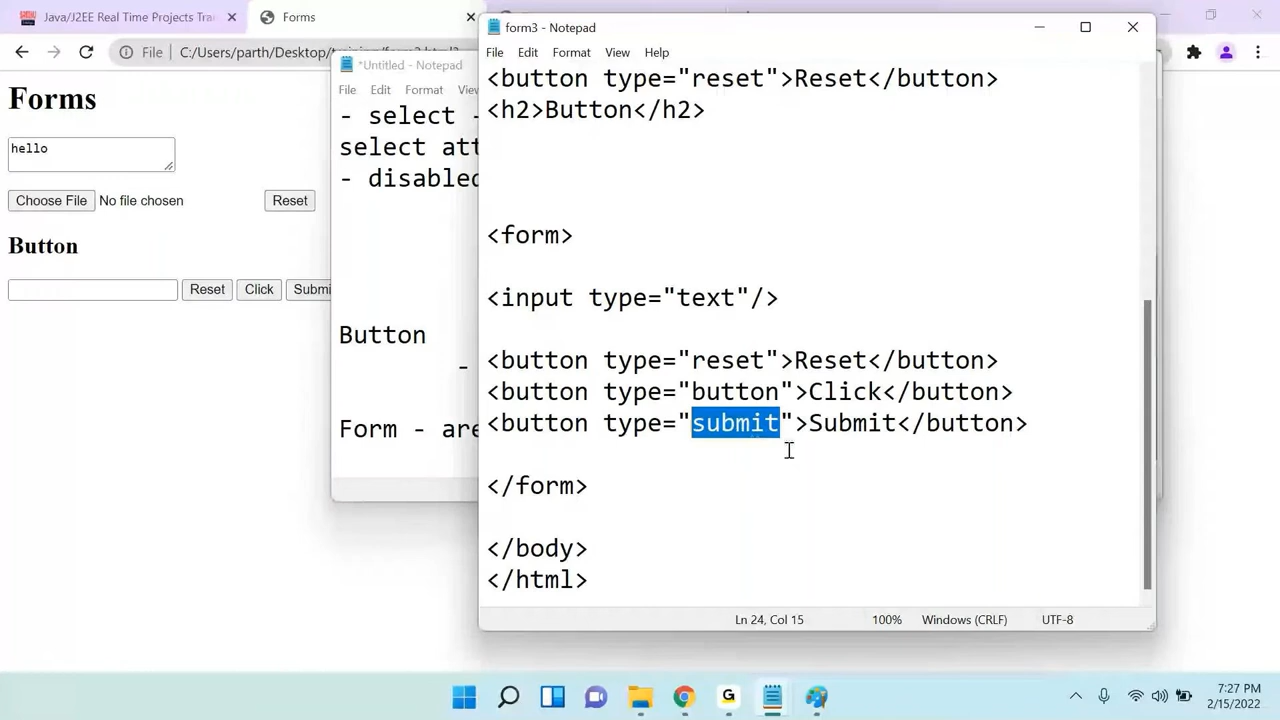 Java/J2EE Real Time Projects Tra
Forms
File
C:/Users/parth/Desktop/training/form3.html?
Forms
hello
Choose File No file chosen
Reset
Button
Reset
Click
Submi
*Untitled - Notepad
File Edit Format View
- select -
select att
- disabled
Button
-
Form - are
form3 - Notepad
File Edit Format View Help
<button type="reset">Reset</button>
<h2>Button</h2>
<form>
<input type="text"/>
<button type="reset">Reset</button>
<button type="button">Click</button>
<button type="submit">Submit</button>
</form>
</body>
</html>
Ln 24, Col 15
100%
Windows (CRLF)
UTF-8
7:27 PM
2/15/2022